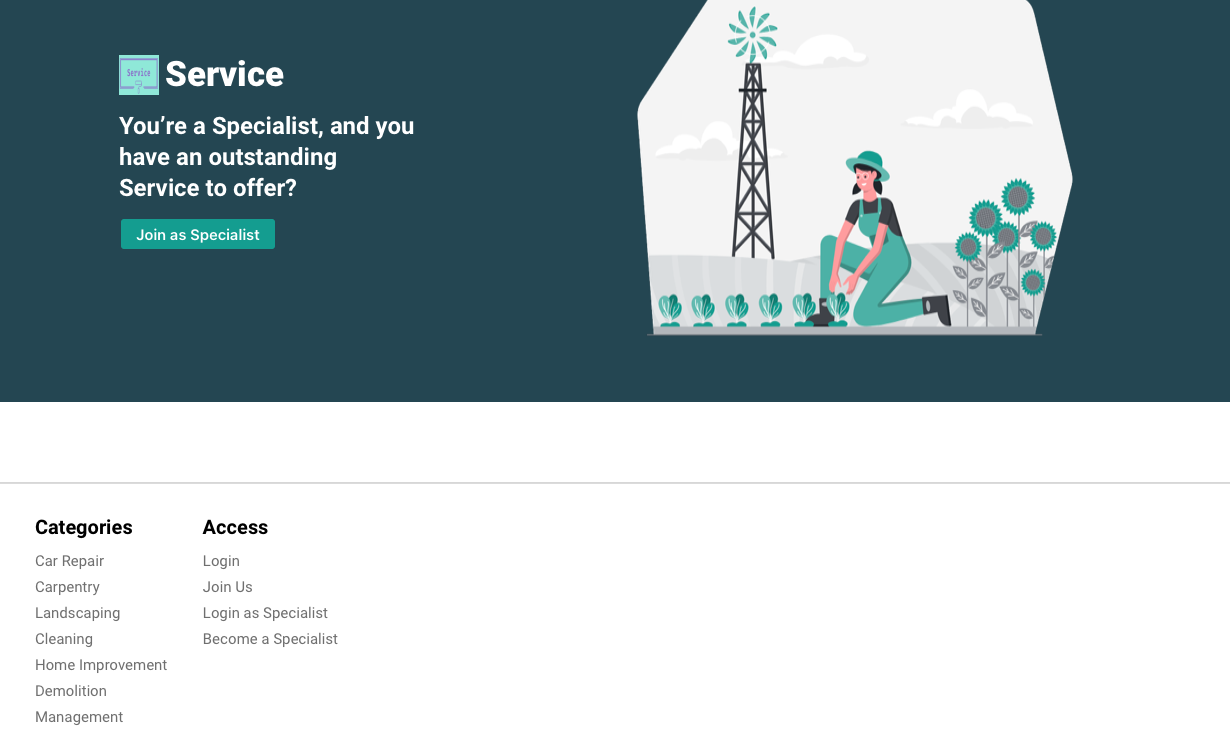 Service
Service
You’re a Specialist, and you
have an outstanding
Service to offer?
Join as Specialist
Categories
Car Repair
Carpentry
Landscaping
Cleaning
Home Improvement
Demolition
Management
Access
Login
Join Us
Login as Specialist
Become a Specialist